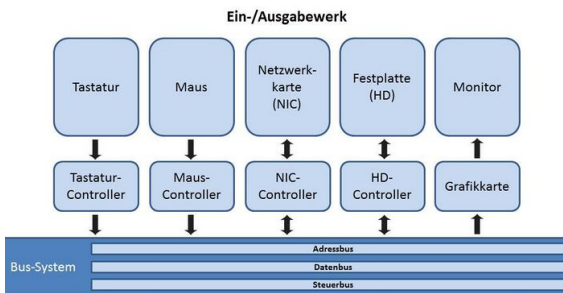 Ein-/Ausgabewerk
Tastatur
Maus
Netzwerk-
karte
(NIC)
Festplatte
(HD)
Monitor
Tastatur-
Controller
Maus-
Controller
NIC-
Controller
HD-
Controller
Grafikkarte
Bus-System
Adressbus
Datenbus
Steuerbus